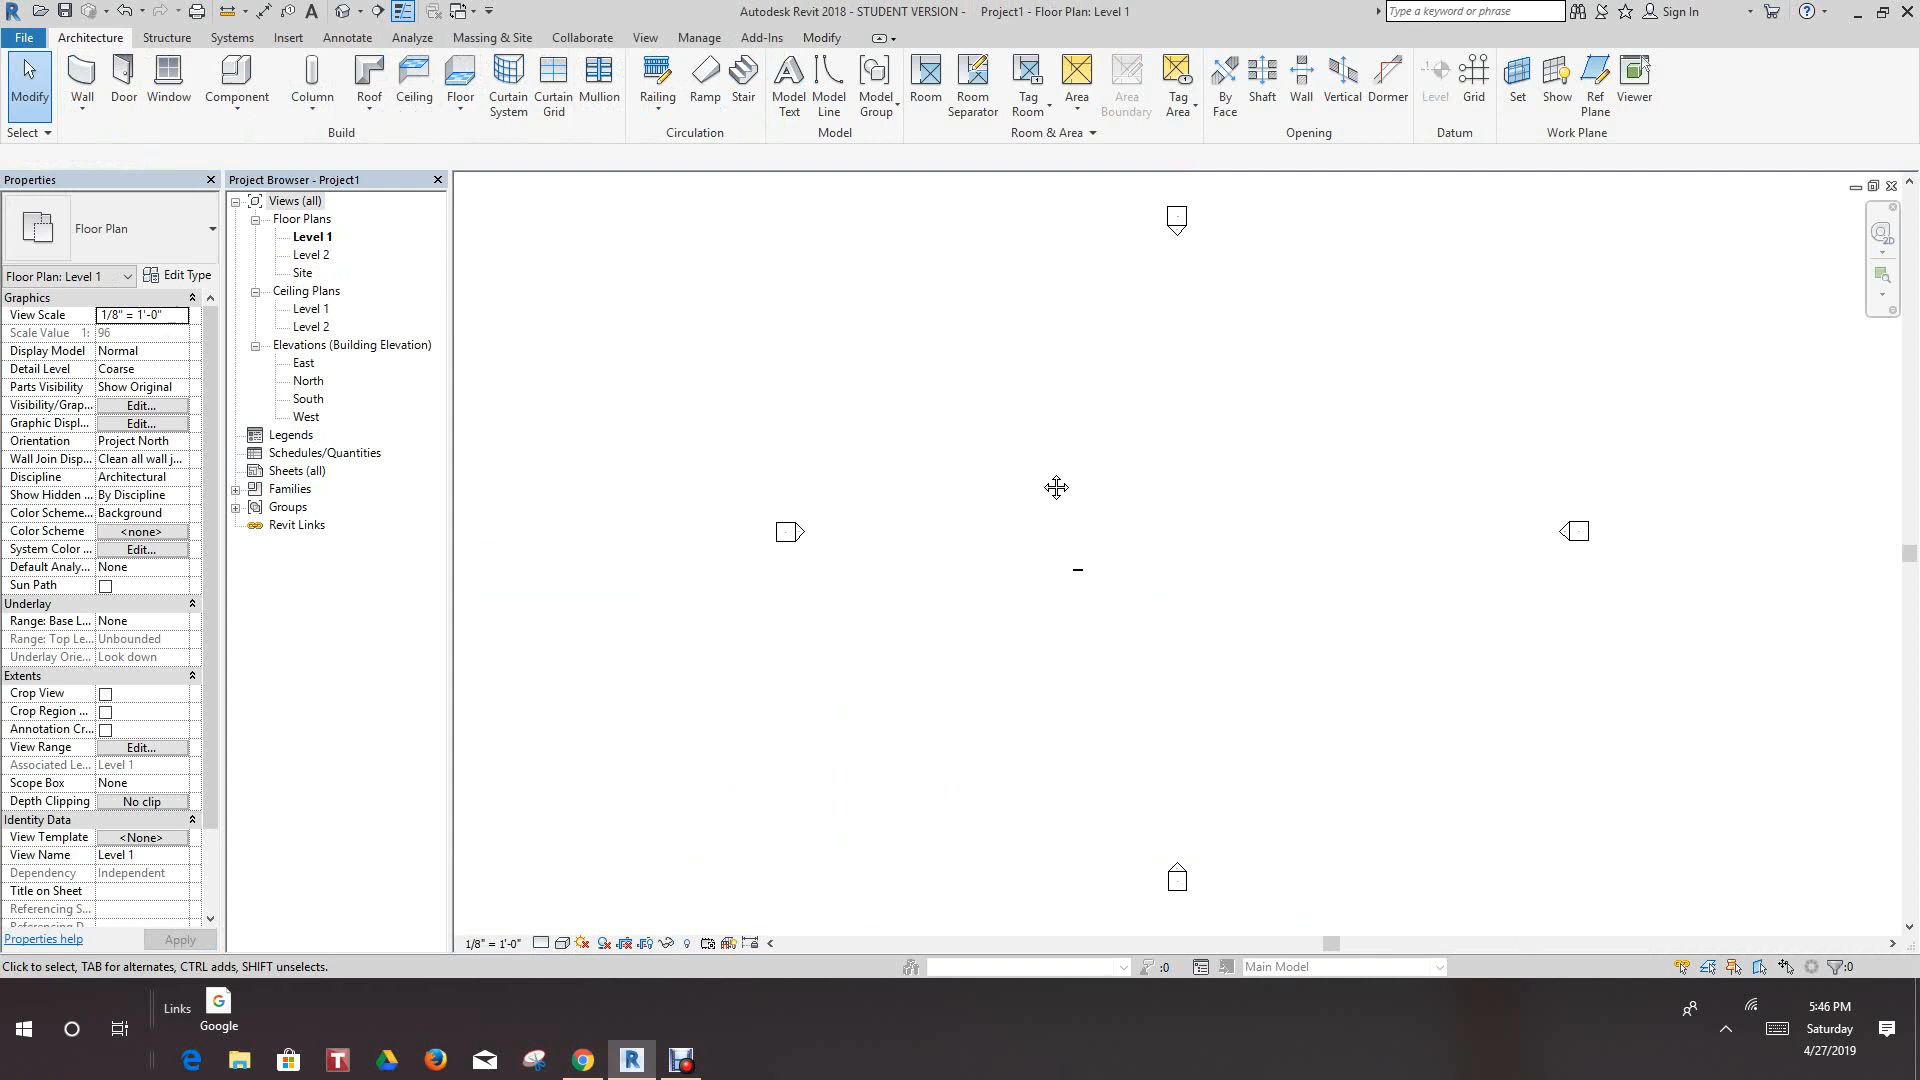 Autodesk Revit 2018 - STUDENT VERSION - Project1 - Floor Plan: Level 1
Type a keyword or phrase
Sign In
File Architecture Structure Systems Insert Annotate Analyze Massing & Site Collaborate View Manage Add-Ins Modify
Modify Wall Door Window Component Column Roof Ceiling Floor Curtain System Curtain Grid Mullion Railing Ramp Stair Model Text Model Line Model Group Room Room Separator Tag Room Area Area Boundary Tag Area By Face Shaft Wall Vertical Dormer Level Grid Set Show Ref Plane Viewer
Select Build Circulation Model Room & Area Opening Datum Work Plane
Properties
Floor Plan
Floor Plan: Level 1 Edit Type
Graphics
View Scale 1/8" = 1'-0"
Scale Value 1: 96
Display Model Normal
Detail Level Coarse
Parts Visibility Show Original
Visibility/Grap... Edit...
Graphic Displ... Edit...
Orientation Project North
Wall Join Disp... Clean all wall j...
Discipline Architectural
Show Hidden ... By Discipline
Color Scheme... Background
Color Scheme <none>
System Color ... Edit...
Default Analy... None
Sun Path
Underlay
Range: Base L... None
Range: Top Le... Unbounded
Underlay Orie... Look down
Extents
Crop View
Crop Region ...
Annotation Cr...
View Range Edit...
Associated Le... Level 1
Scope Box None
Depth Clipping No clip
Identity Data
View Template <None>
View Name Level 1
Dependency Independent
Title on Sheet
Referencing S...
Properties help Apply
Project Browser - Project1
Views (all)
Floor Plans
Level 1
Level 2
Site
Ceiling Plans
Level 1
Level 2
Elevations (Building Elevation)
East
North
South
West
Legends
Schedules/Quantities
Sheets (all)
Families
Groups
Revit Links
2D
1/8" = 1'-0"
Click to select, TAB for alternates, CTRL adds, SHIFT unselects.
:0
Main Model
:0
Links
Google
5:46 PM
Saturday
4/27/2019